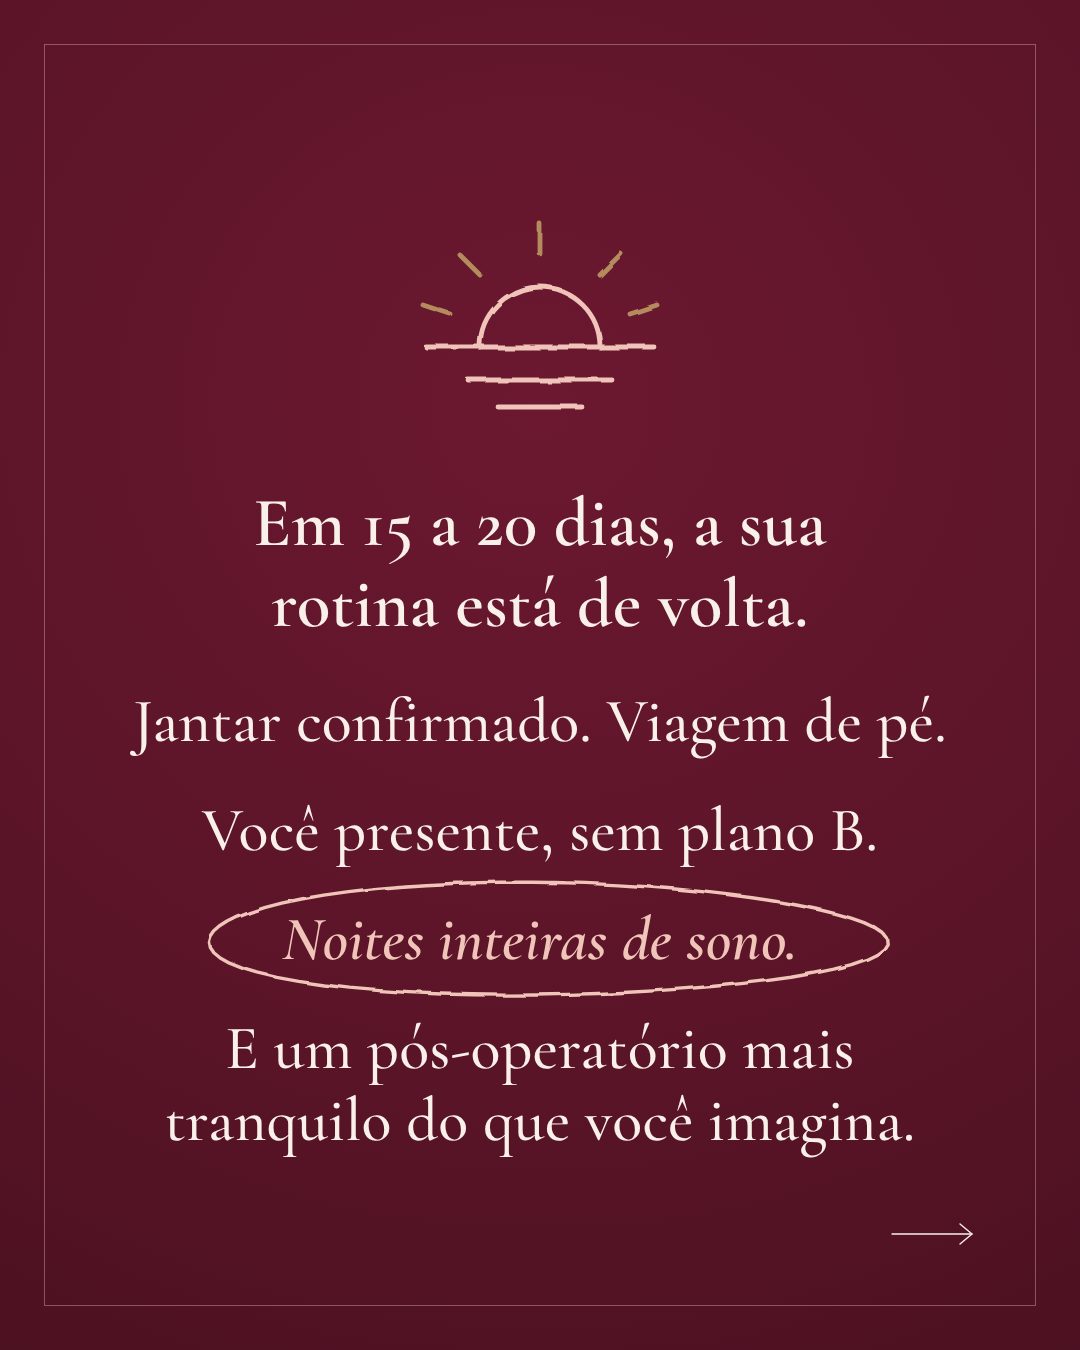 Em 15 a 20 dias, a sua
rotina está de volta.
Jantar confirmado. Viagem de pé.
Você presente, sem plano B.
Noites inteiras de sono.
E um pós-operatório mais
tranquilo do que você imagina.